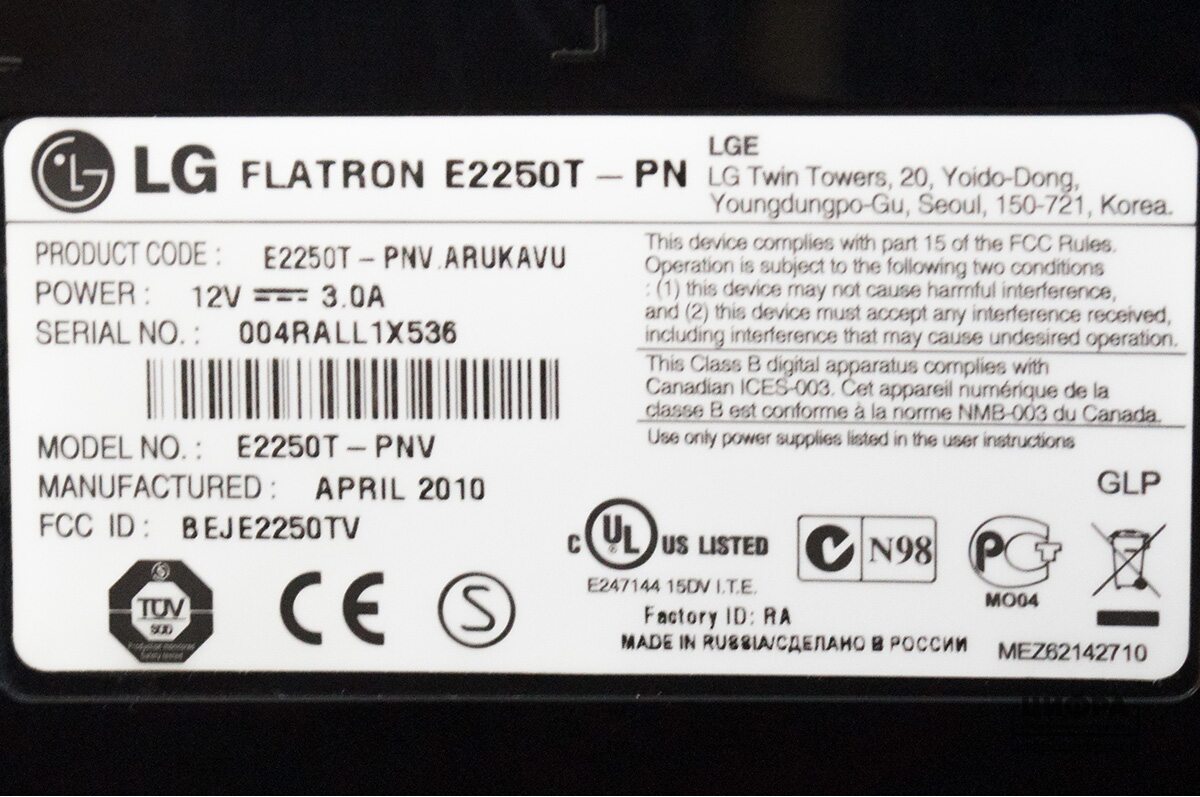 LG FLATRON E2250T - PN
LGE
LG Twin Towers, 20, Yoido-Dong,
Youngdungpo-Gu, Seoul, 150-721, Korea.
PRODUCT CODE : E2250T - PNV.ARUKAVU
POWER : 12V ⎓ 3.0A
SERIAL NO. : 004RALL1X536
MODEL NO. : E2250T - PNV
MANUFACTURED : APRIL 2010
FCC ID : BEJE2250TV
TÜV
SÜD
CE
S
This device complies with part 15 of the FCC Rules.
Operation is subject to the following two conditions
: (1) this device may not cause harmful interference,
and (2) this device must accept any interference received,
including interference that may cause undesired operation.
This Class B digital apparatus complies with
Canadian ICES-003. Cet appareil numérique de la
classe B est conforme à la norme NMB-003 du Canada.
Use only power supplies listed in the user instructions
GLP
C UL® US LISTED
N98
PCT
MO04
E247144 15DV I.T.E.
Factory ID: RA
MADE IN RUSSIA/СДЕЛАНО В РОССИИ
MEZ62142710